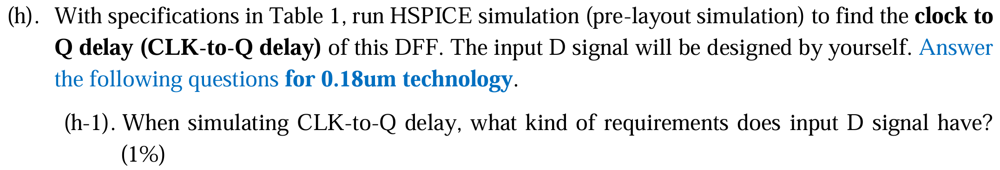 (h). With specifications in Table 1, run HSPICE simulation (pre-layout simulation) to find the clock to
Q delay (CLK-to-Q delay) of this DFF. The input D signal will be designed by yourself. Answer
the following questions for 0.18um technology.
(h-1). When simulating CLK-to-Q delay, what kind of requirements does input D signal have?
(1%)